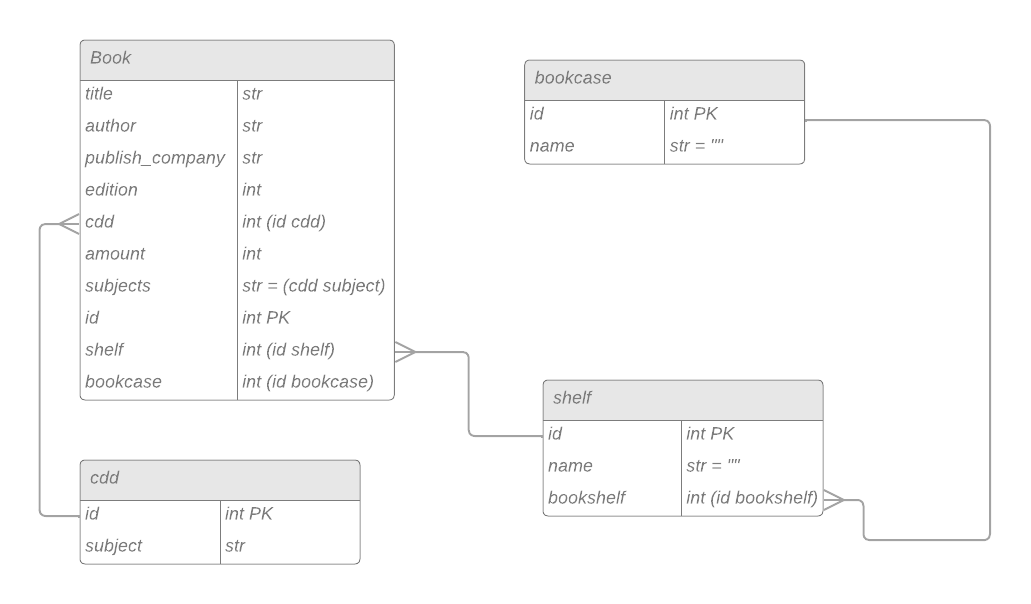 Book
title str
author str
publish_company str
edition int
cdd int (id cdd)
amount int
subjects str = (cdd subject)
id int PK
shelf int (id shelf)
bookcase int (id bookcase)
bookcase
id int PK
name str = ""
shelf
id int PK
name str = ""
bookshelf int (id bookshelf)
cdd
id int PK
subject str